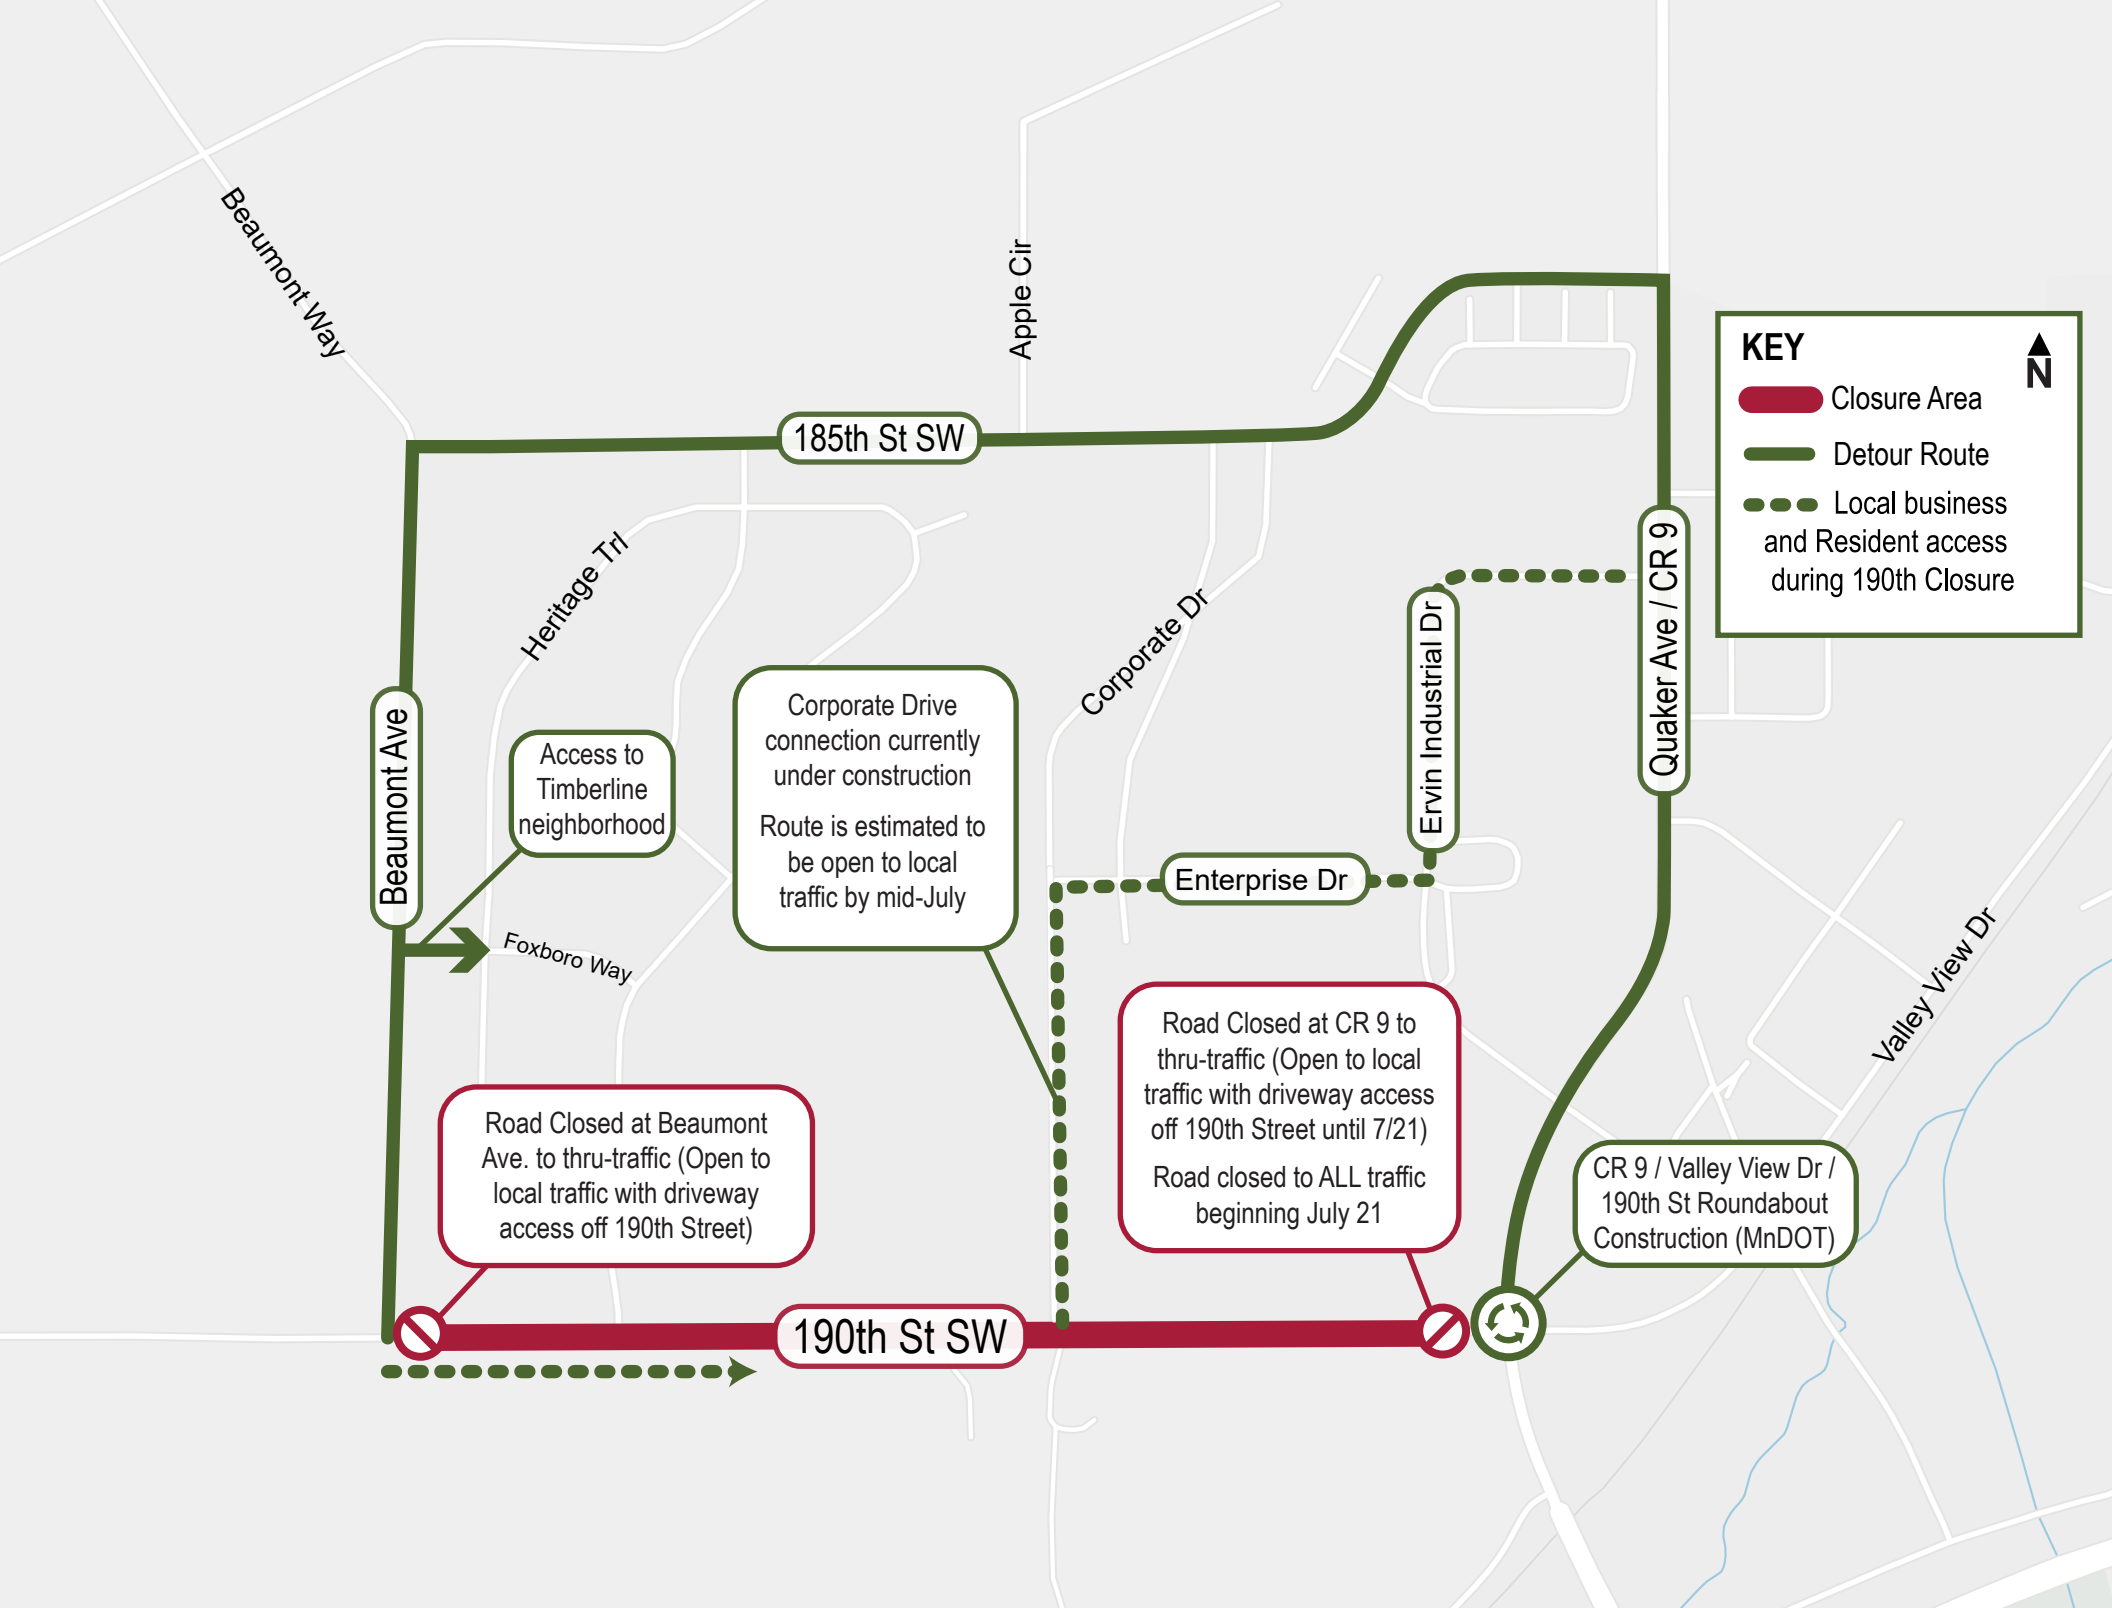 Beaumont Way
Apple Cir
KEY
N
Closure Area
Detour Route
Local business
and Resident access
during 190th Closure
185th St SW
Heritage Trl
Corporate Dr
Ervin Industrial Dr
Quaker Ave / CR 9
Beaumont Ave
Access to
Timberline
neighborhood
Corporate Drive
connection currently
under construction
Route is estimated to
be open to local
traffic by mid-July
Enterprise Dr
Foxboro Way
Valley View Dr
Road Closed at CR 9 to
thru-traffic (Open to local
traffic with driveway access
off 190th Street until 7/21)
Road closed to ALL traffic
beginning July 21
Road Closed at Beaumont
Ave. to thru-traffic (Open to
local traffic with driveway
access off 190th Street)
CR 9 / Valley View Dr /
190th St Roundabout
Construction (MnDOT)
190th St SW